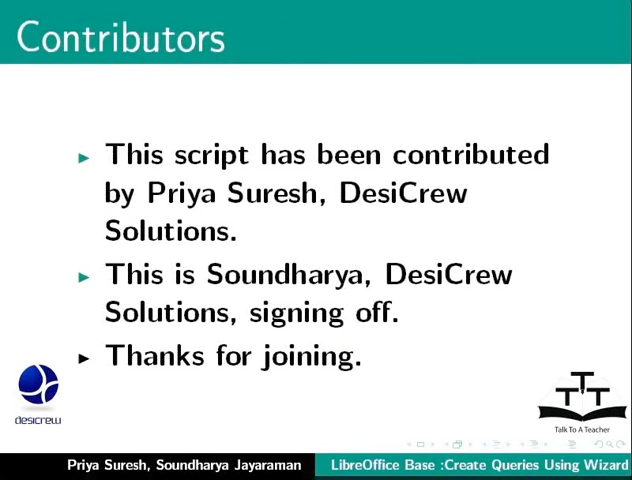 Contributors
This script has been contributed
by Priya Suresh, DesiCrew
Solutions.
This is Soundharya, DesiCrew
Solutions, signing off.
Thanks for joining.
desicrew
T
T T
Talk To A Teacher
Priya Suresh, Soundharya Jayaraman
LibreOffice Base :Create Queries Using Wizard